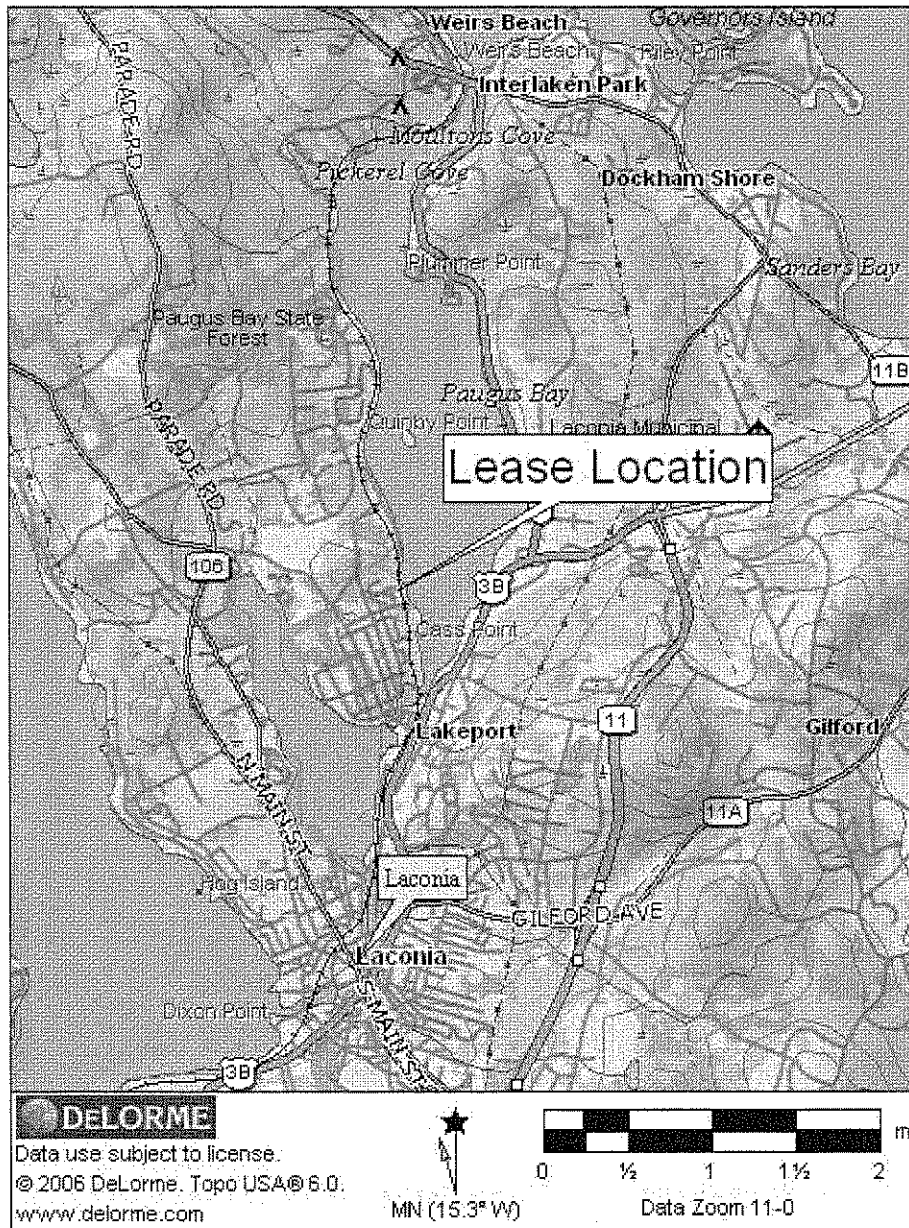 Governors Island
Weirs Beach
Weirs Beach
Riley Point
Interlaken Park
PARADE RD
Moultons Cove
Pickerel Cove
Dockham Shore
Plummer Point
Sanders Bay
Paugus Bay State
Forest
11B
Paugus Bay
PARADE RD
Quinby Point
Laconia Municipal
Lease Location
106
3B
Cass Point
11
Lakeport
Gilford
N MAIN ST
11A
Hog Island
Laconia
GILFORD AVE
Laconia
Dixon Point
S MAIN ST
3B
DELORME
Data use subject to license.
© 2006 DeLorme. Topo USA® 6.0.
www.delorme.com
MN (15.3° W)
m
0 ½ 1 1½ 2
Data Zoom 11-0